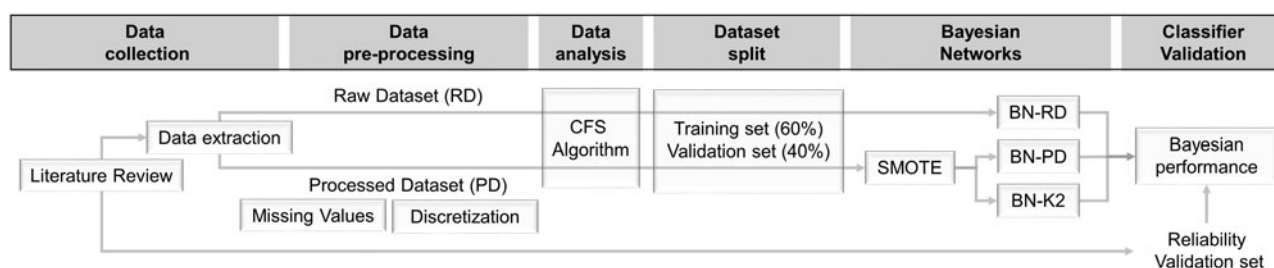 Data
collection
Data
pre-processing
Data
analysis
Dataset
split
Bayesian
Networks
Classifier
Validation
Raw Dataset (RD)
Data extraction
Literature Review
Processed Dataset (PD)
Missing Values
Discretization
CFS
Algorithm
Training set (60%)
Validation set (40%)
SMOTE
BN-RD
BN-PD
BN-K2
Bayesian
performance
Reliability
Validation set